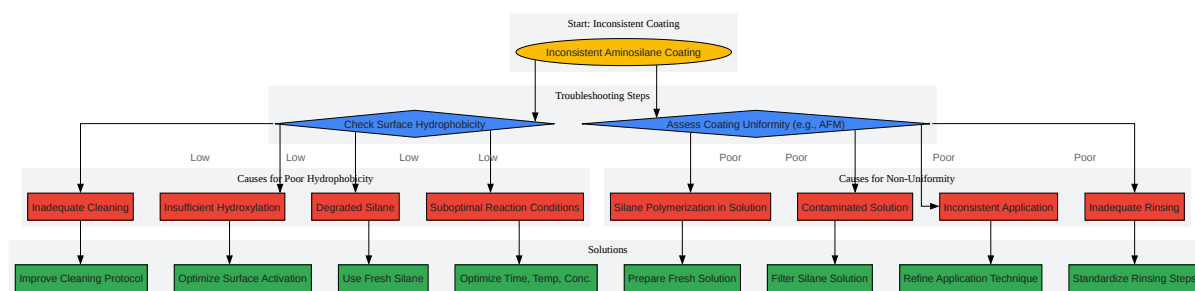 Start: Inconsistent Coating
Inconsistent Aminosilane Coating
Troubleshooting Steps
Check Surface Hydrophobicity
Assess Coating Uniformity (e.g., AFM)
Low
Low
Low
Low
Poor
Poor
Poor
Poor
Causes for Poor Hydrophobicity
Causes for Non-Uniformity
Inadequate Cleaning
Insufficient Hydroxylation
Degraded Silane
Suboptimal Reaction Conditions
Silane Polymerization in Solution
Contaminated Solution
Inconsistent Application
Inadequate Rinsing
Solutions
Improve Cleaning Protocol
Optimize Surface Activation
Use Fresh Silane
Optimize Time, Temp, Conc.
Prepare Fresh Solution
Filter Silane Solution
Refine Application Technique
Standardize Rinsing Steps